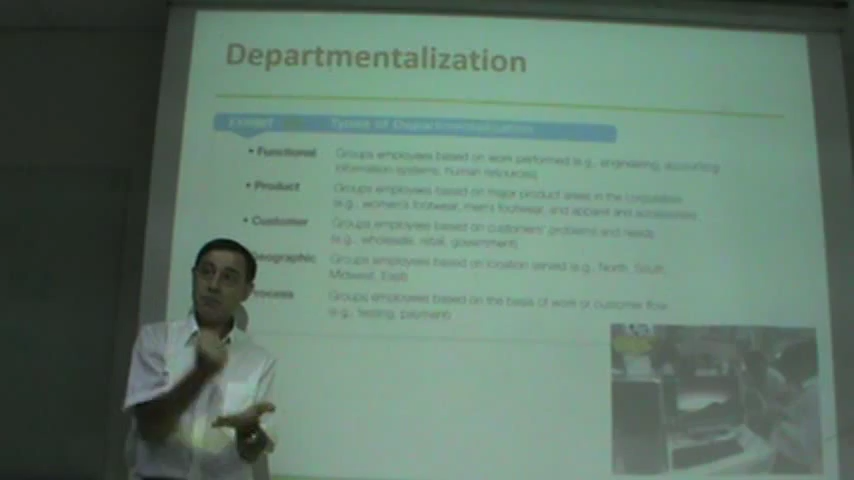 Departmentalization
Types of Departmentalization
• Functional Groups employees based on work performed (e.g., engineering, accounting,
information systems, human resources)
• Product Groups employees based on major product areas in the corporation
(e.g., women's footwear, men's footwear, and apparel and accessories)
• Customer Groups employees based on customers' problems and needs
(e.g., wholesale, retail, government)
Geographic Groups employees based on location served (e.g., North, South,
Midwest, East)
rocess Groups employees based on the basis of work or customer flow
(e.g., testing, payment)